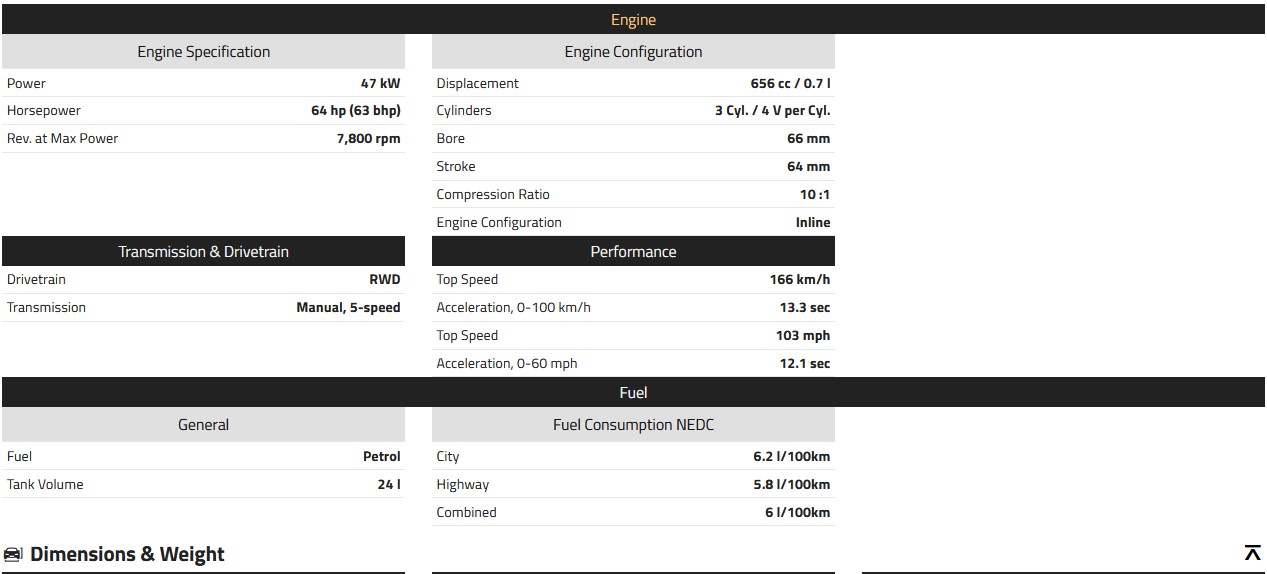 Engine
Engine Specification
Power 47 kW
Horsepower 64 hp (63 bhp)
Rev. at Max Power 7,800 rpm
Engine Configuration
Displacement 656 cc / 0.7 l
Cylinders 3 Cyl. / 4 V per Cyl.
Bore 66 mm
Stroke 64 mm
Compression Ratio 10 :1
Engine Configuration Inline
Transmission & Drivetrain
Drivetrain RWD
Transmission Manual, 5-speed
Performance
Top Speed 166 km/h
Acceleration, 0-100 km/h 13.3 sec
Top Speed 103 mph
Acceleration, 0-60 mph 12.1 sec
Fuel
General
Fuel Petrol
Tank Volume 24 l
Fuel Consumption NEDC
City 6.2 l/100km
Highway 5.8 l/100km
Combined 6 l/100km
Dimensions & Weight